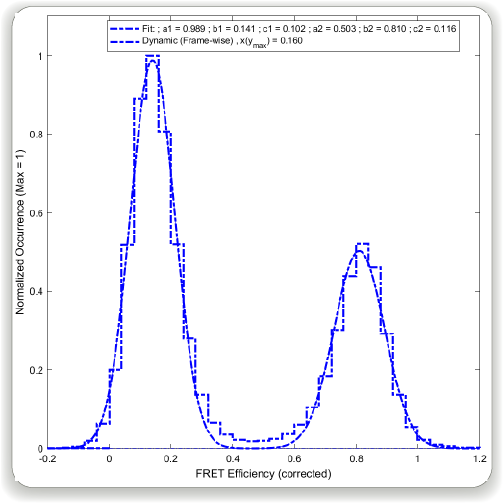 Fit: ; a1 = 0.989 ; b1 = 0.141 ; c1 = 0.102 ; a2 = 0.503 ; b2 = 0.810 ; c2 = 0.116
Dynamic (Frame-wise) , x(y_max) = 0.160
1
0.8
0.6
0.4
0.2
0
Normalized Occurrence (Max = 1)
-0.2 0 0.2 0.4 0.6 0.8 1 1.2
FRET Efficiency (corrected)